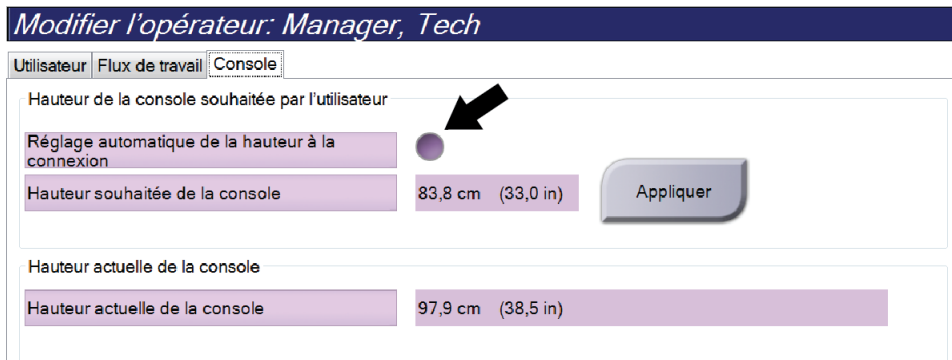 Modifier l'opérateur: Manager, Tech
Utilisateur Flux de travail Console
Hauteur de la console souhaitée par l'utilisateur
Réglage automatique de la hauteur à la
connexion
Hauteur souhaitée de la console 83,8 cm (33,0 in) Appliquer
Hauteur actuelle de la console
Hauteur actuelle de la console 97,9 cm (38,5 in)